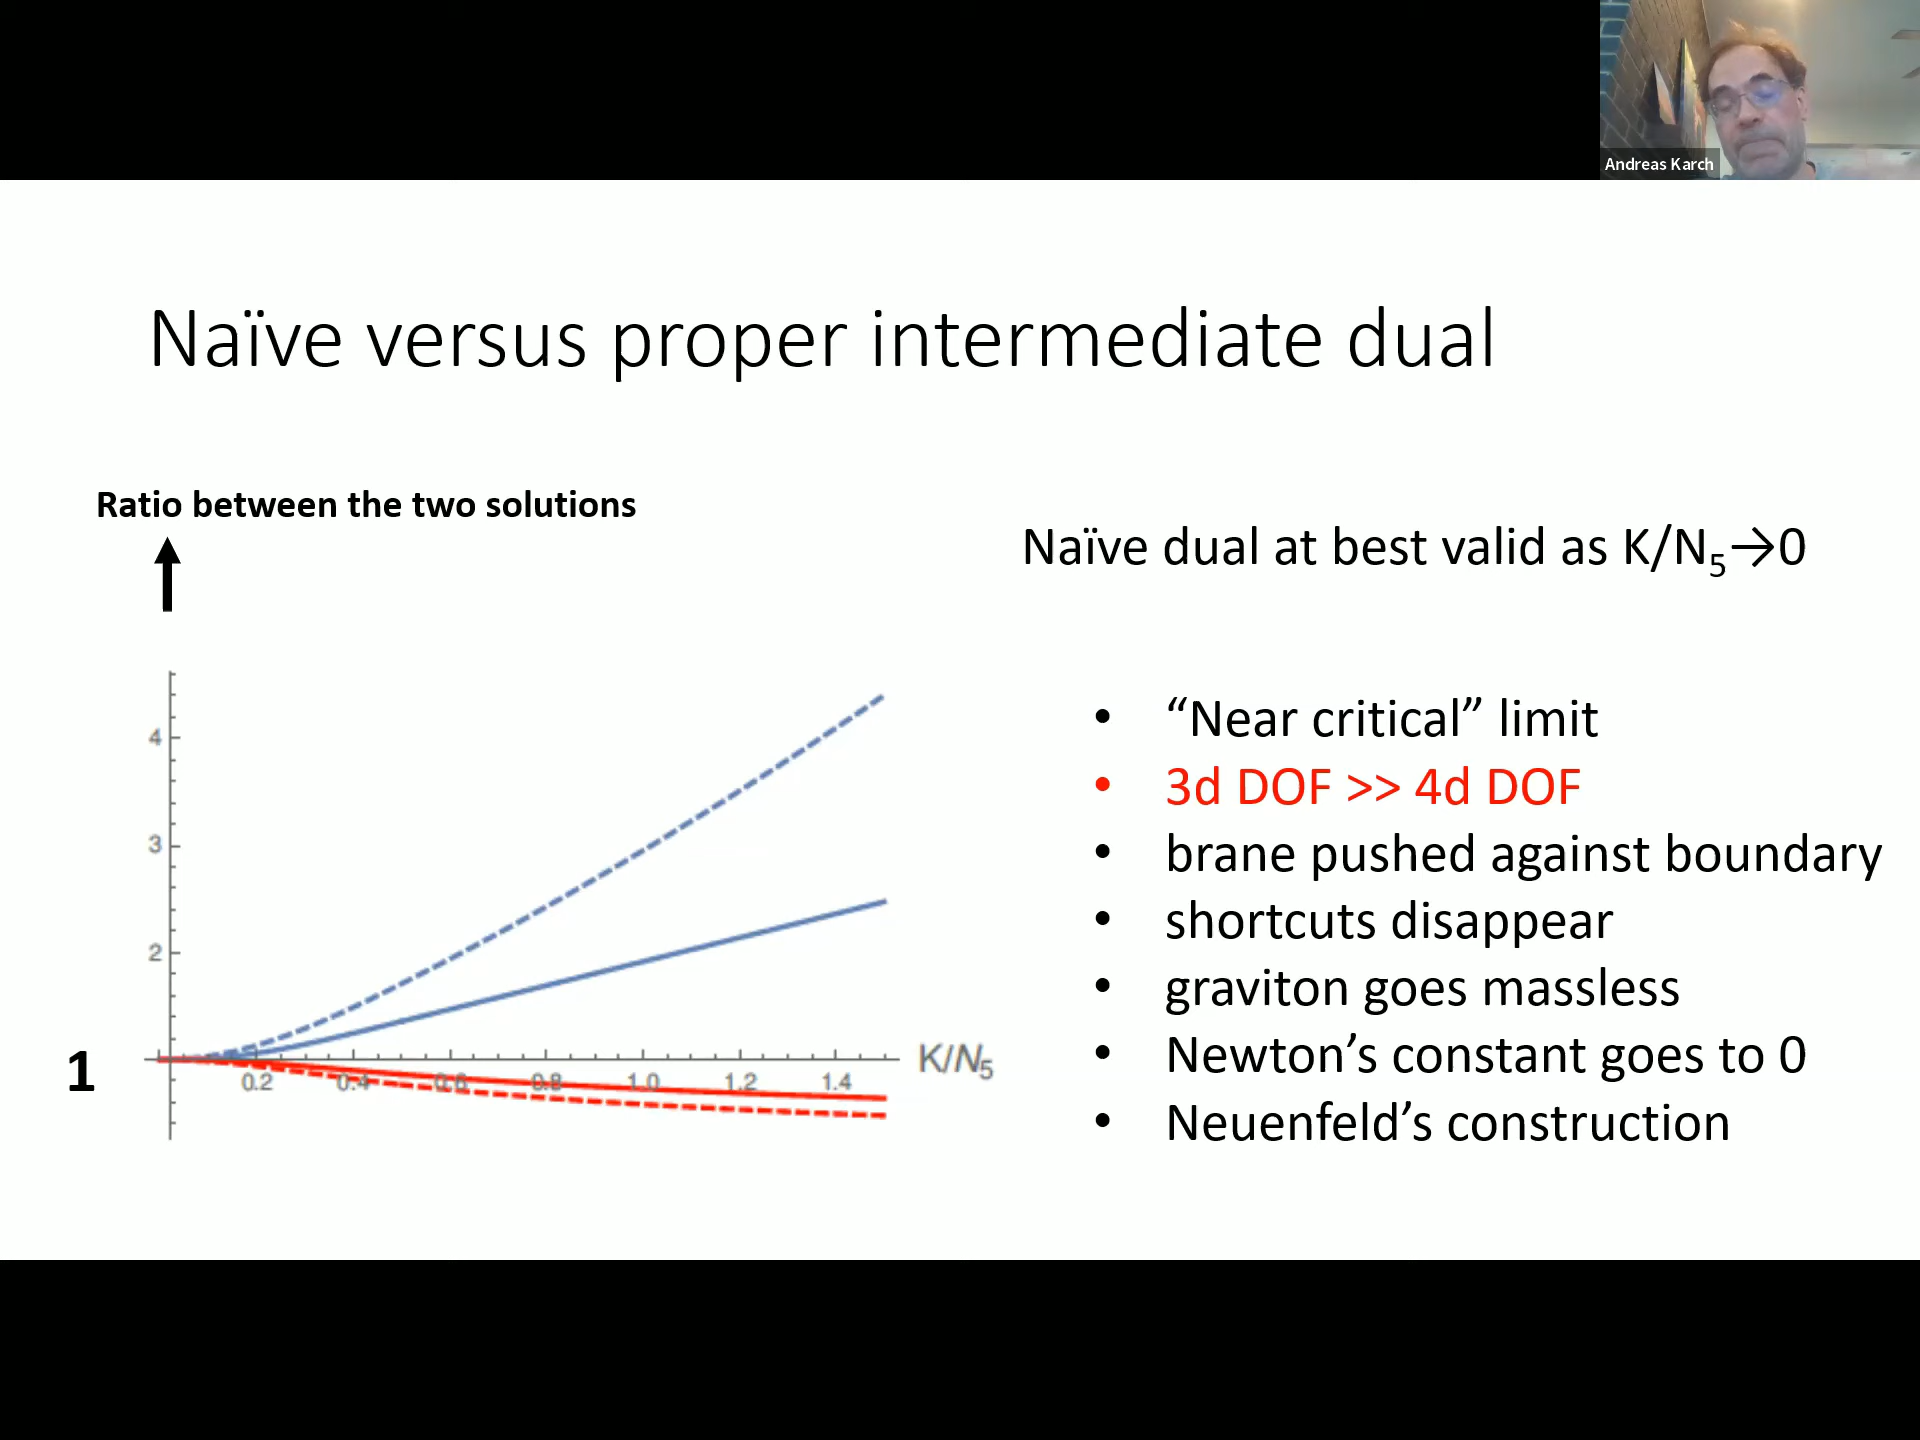 Andreas Karch
Naïve versus proper intermediate dual
Ratio between the two solutions
Naïve dual at best valid as K/N₅→0
4
3
2
1
0.2 0.4 0.6 0.8 1.0 1.2 1.4
K/N₅
• “Near critical” limit
• 3d DOF >> 4d DOF
• brane pushed against boundary
• shortcuts disappear
• graviton goes massless
• Newton’s constant goes to 0
• Neuenfeld’s construction